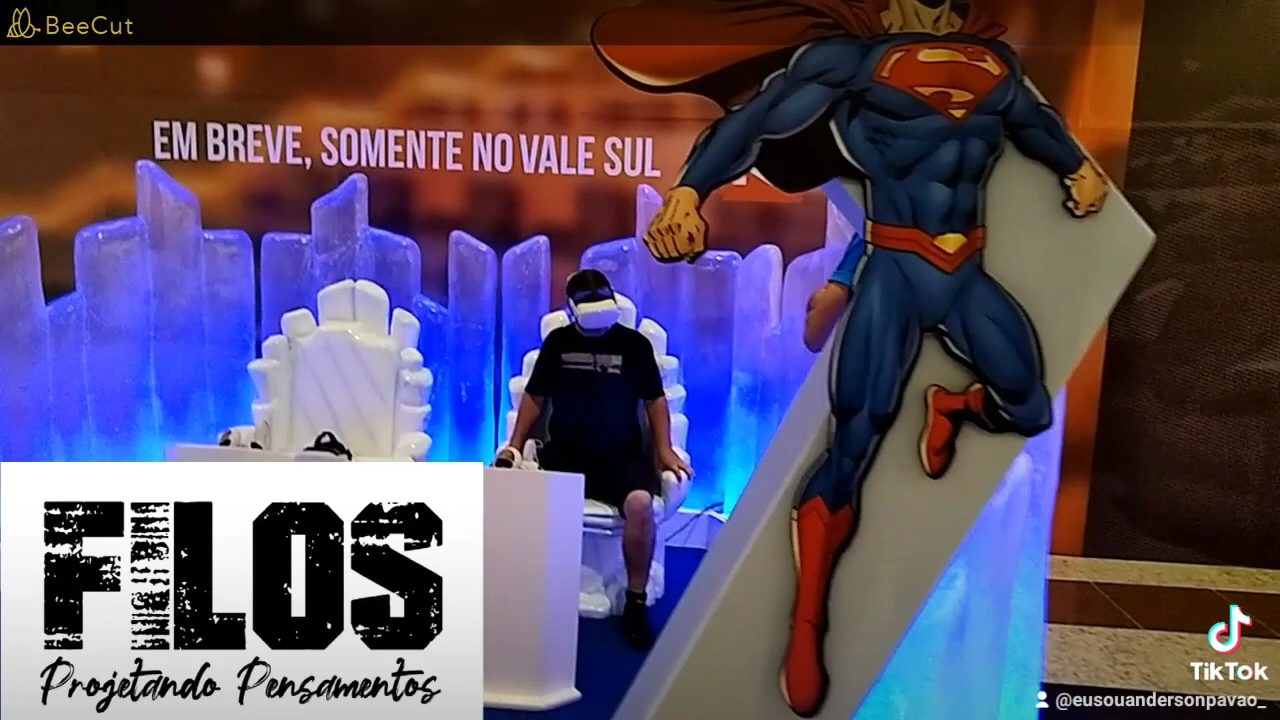 BeeCut
EM BREVE, SOMENTE NO VALE SUL
FILOS
Projetando Pensamentos
TikTok
@eusouandersonpavao_